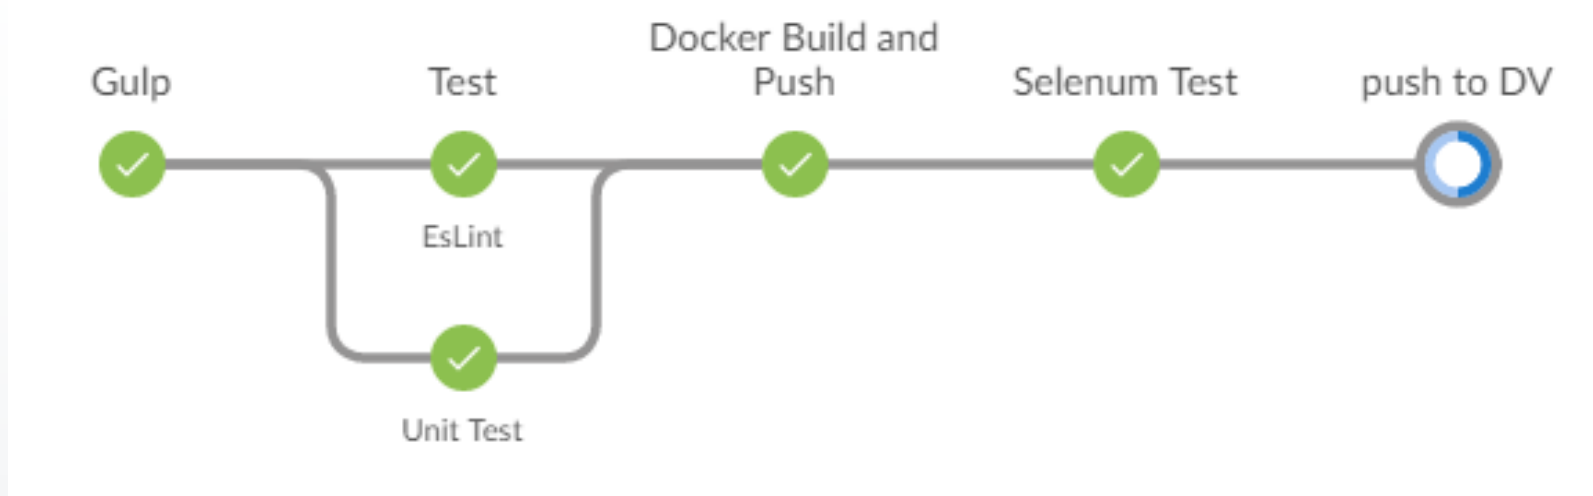 Gulp
Test
Docker Build and
Push
Selenum Test
push to DV
EsLint
Unit Test